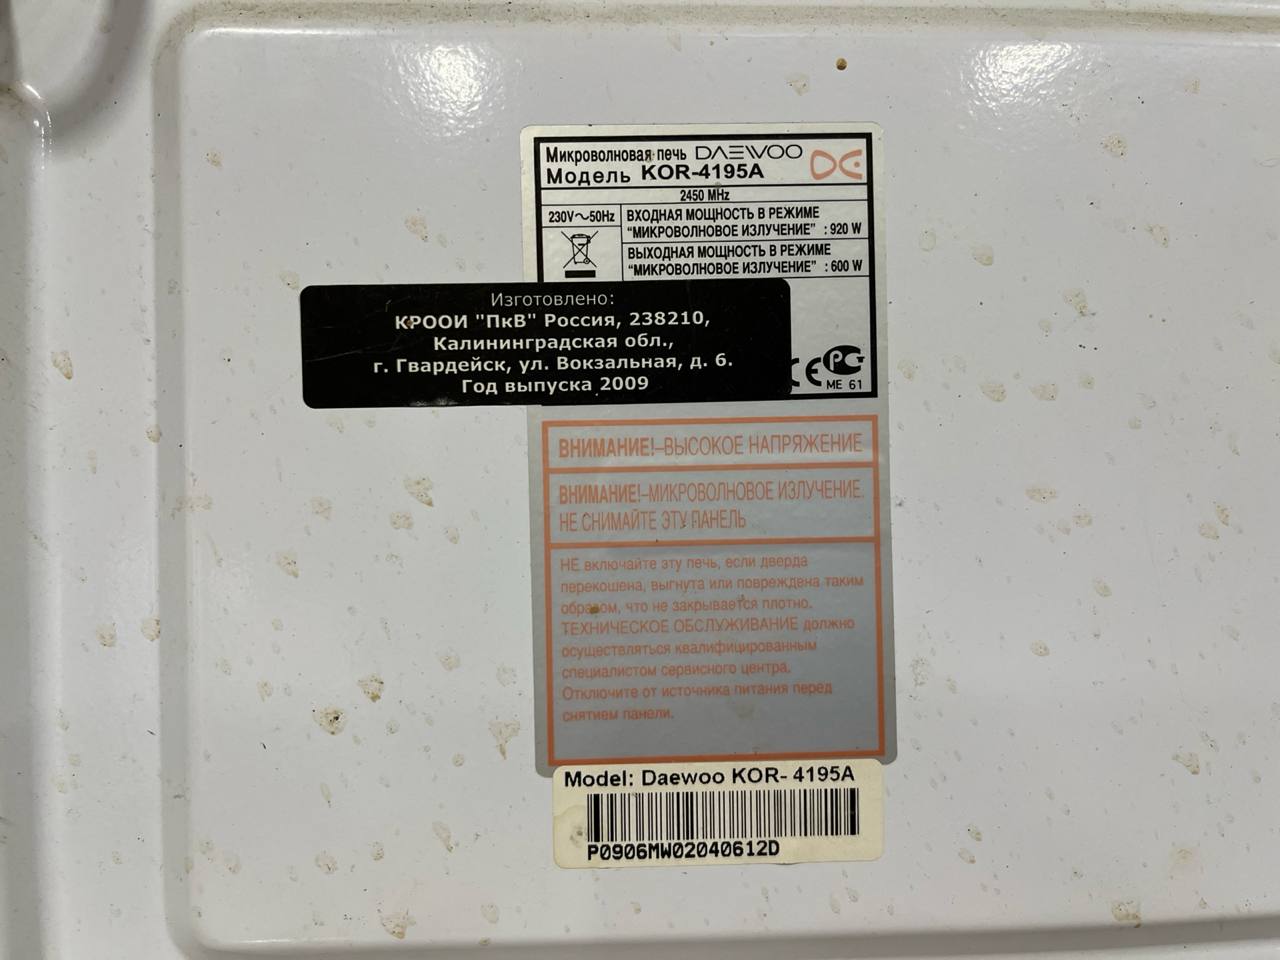 Микроволновая печь DAEWOO
Модель KOR-4195A
2450 MHz
230V～50Hz
ВХОДНАЯ МОЩНОСТЬ В РЕЖИМЕ
“МИКРОВОЛНОВОЕ ИЗЛУЧЕНИЕ” : 920 W
ВЫХОДНАЯ МОЩНОСТЬ В РЕЖИМЕ
“МИКРОВОЛНОВОЕ ИЗЛУЧЕНИЕ” : 600 W
Изготовлено:
КРООИ "ПкВ" Россия, 238210,
Калининградская обл.,
г. Гвардейск, ул. Вокзальная, д. 6.
Год выпуска 2009
CE
РС
МЕ 61
ВНИМАНИЕ!–ВЫСОКОЕ НАПРЯЖЕНИЕ
ВНИМАНИЕ!–МИКРОВОЛНОВОЕ ИЗЛУЧЕНИЕ.
НЕ СНИМАЙТЕ ЭТУ ПАНЕЛЬ
НЕ включайте эту печь, если дверда
перекошена, выгнута или повреждена таким
образом, что не закрывается плотно.
ТЕХНИЧЕСКОЕ ОБСЛУЖИВАНИЕ должно
осуществляться квалифицированным
специалистом сервисного центра.
Отключите от источника питания перед
снятием панели.
Model: Daewoo KOR- 4195A
P0906MW02040612D